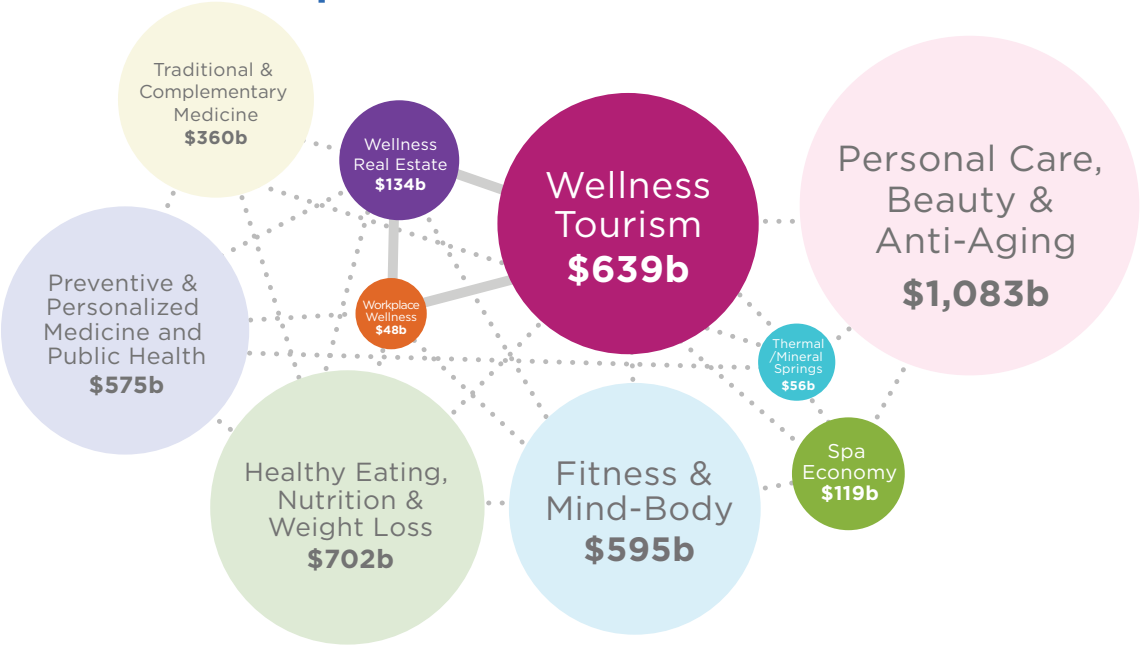 Traditional &
Complementary
Medicine
$360b
Wellness
Real Estate
$134b
Wellness
Tourism
$639b
Personal Care,
Beauty &
Anti-Aging
$1,083b
Preventive &
Personalized
Medicine and
Public Health
$575b
Workplace
Wellness
$48b
Thermal
/Mineral
Springs
$56b
Healthy Eating,
Nutrition &
Weight Loss
$702b
Fitness &
Mind-Body
$595b
Spa
Economy
$119b